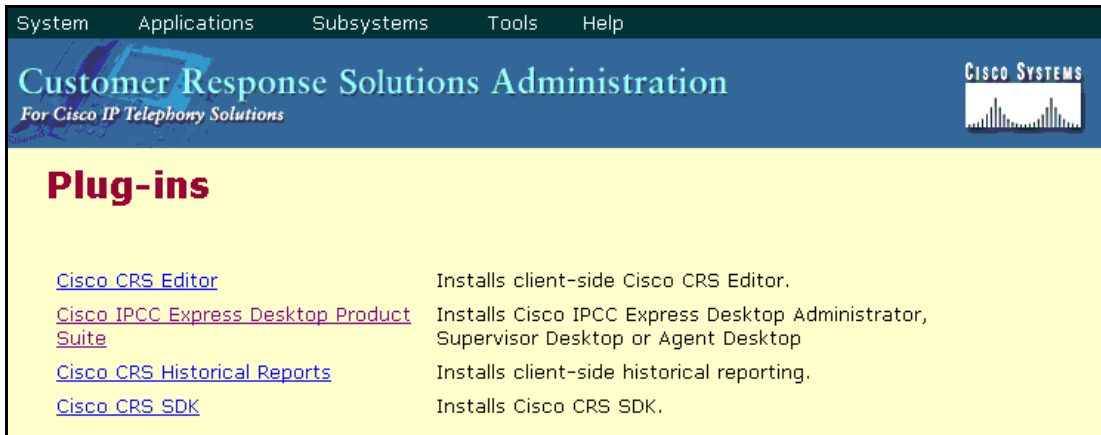 System Applications Subsystems Tools Help
Customer Response Solutions Administration
For Cisco IP Telephony Solutions
CISCO SYSTEMS
Plug-ins
Cisco CRS Editor Installs client-side Cisco CRS Editor.
Cisco IPCC Express Desktop Product Installs Cisco IPCC Express Desktop Administrator,
Suite Supervisor Desktop or Agent Desktop
Cisco CRS Historical Reports Installs client-side historical reporting.
Cisco CRS SDK Installs Cisco CRS SDK.